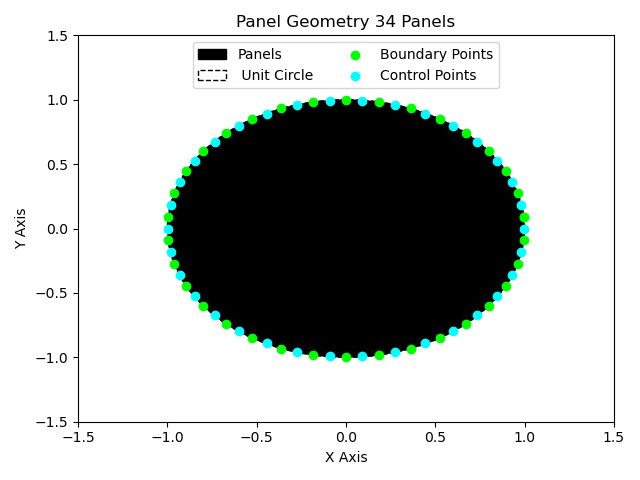 Panel Geometry 34 Panels
Panels
Unit Circle
Boundary Points
Control Points
1.5
1.0
0.5
0.0
−0.5
−1.0
−1.5
Y Axis
−1.5 −1.0 −0.5 0.0 0.5 1.0 1.5
X Axis